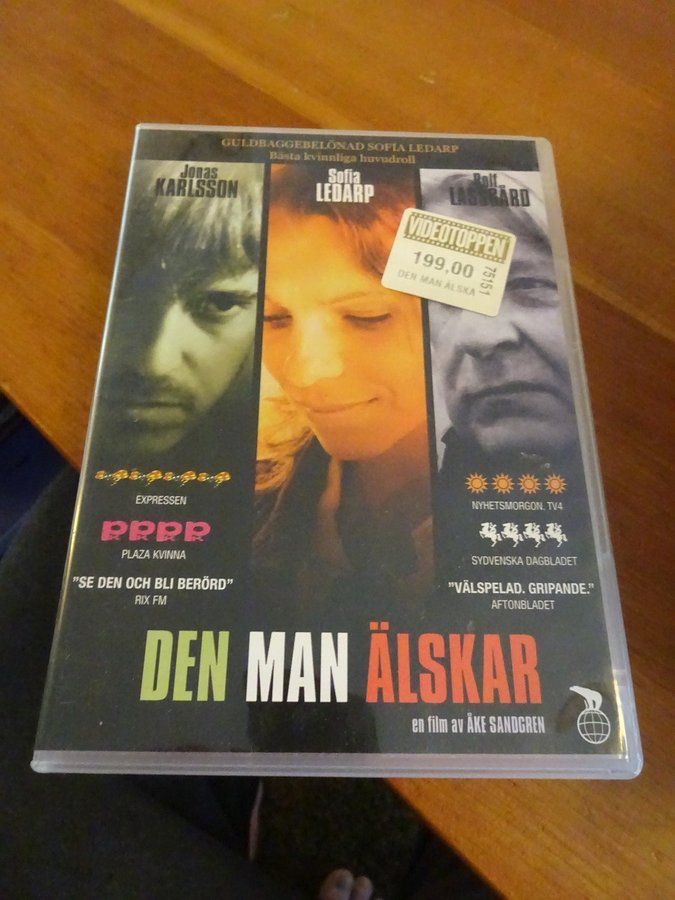 GULDBAGGEBELÖNAD SOFIA LEDARP
Bästa kvinnliga huvudroll
Jonas
KARLSSON
Sofia
LEDARP
Rolf
LASSGÅRD
VIDEOTOPPEN
199,00
75151
DEN MAN ÄLSKA
EXPRESSEN
PLAZA KVINNA
"SE DEN OCH BLI BERÖRD"
RIX FM
NYHETSMORGON. TV4
SYDVENSKA DAGBLADET
"VÄLSPELAD. GRIPANDE."
AFTONBLADET
DEN MAN ÄLSKAR
en film av ÅKE SANDGREN